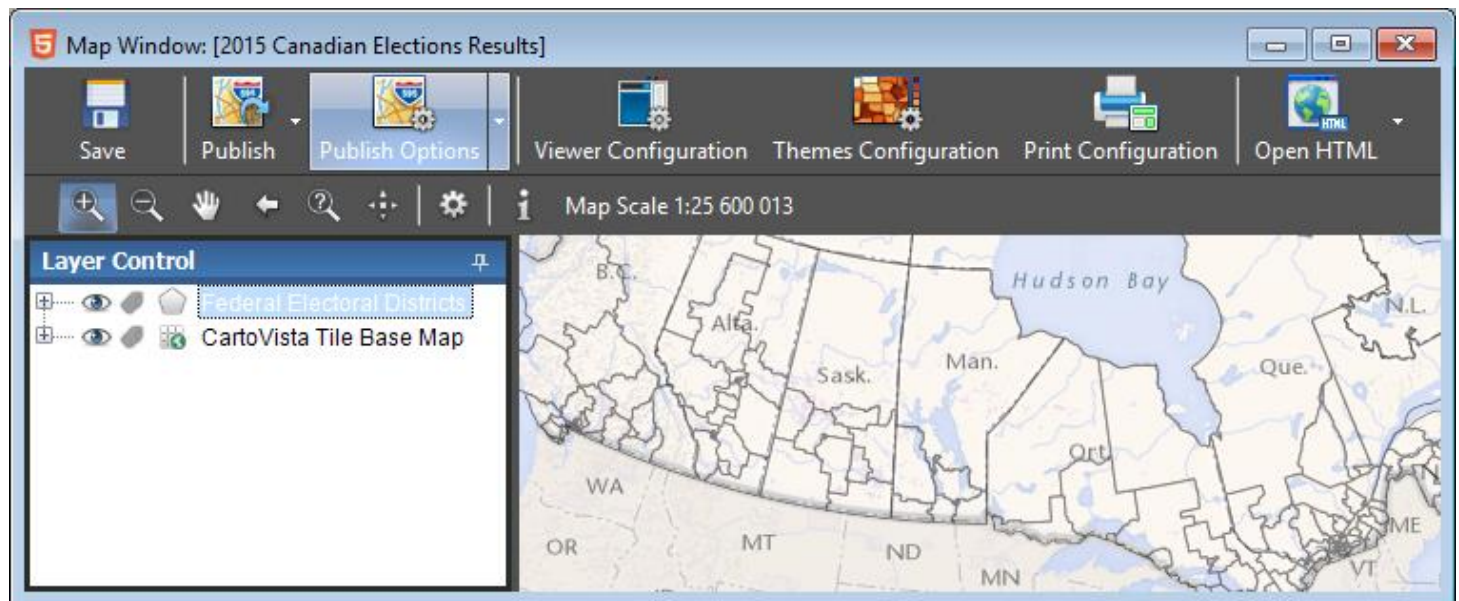 5 Map Window: [2015 Canadian Elections Results]
Save Publish Publish Options Viewer Configuration Themes Configuration Print Configuration Open HTML
HTML
Map Scale 1:25 600 013
Layer Control
Federal Electoral Districts
CartoVista Tile Base Map
B.C.
Hudson Bay
N.L.
Alta.
Sask.
Man.
Que.
Ont.
WA
ME
OR
MT
ND
VT
MN